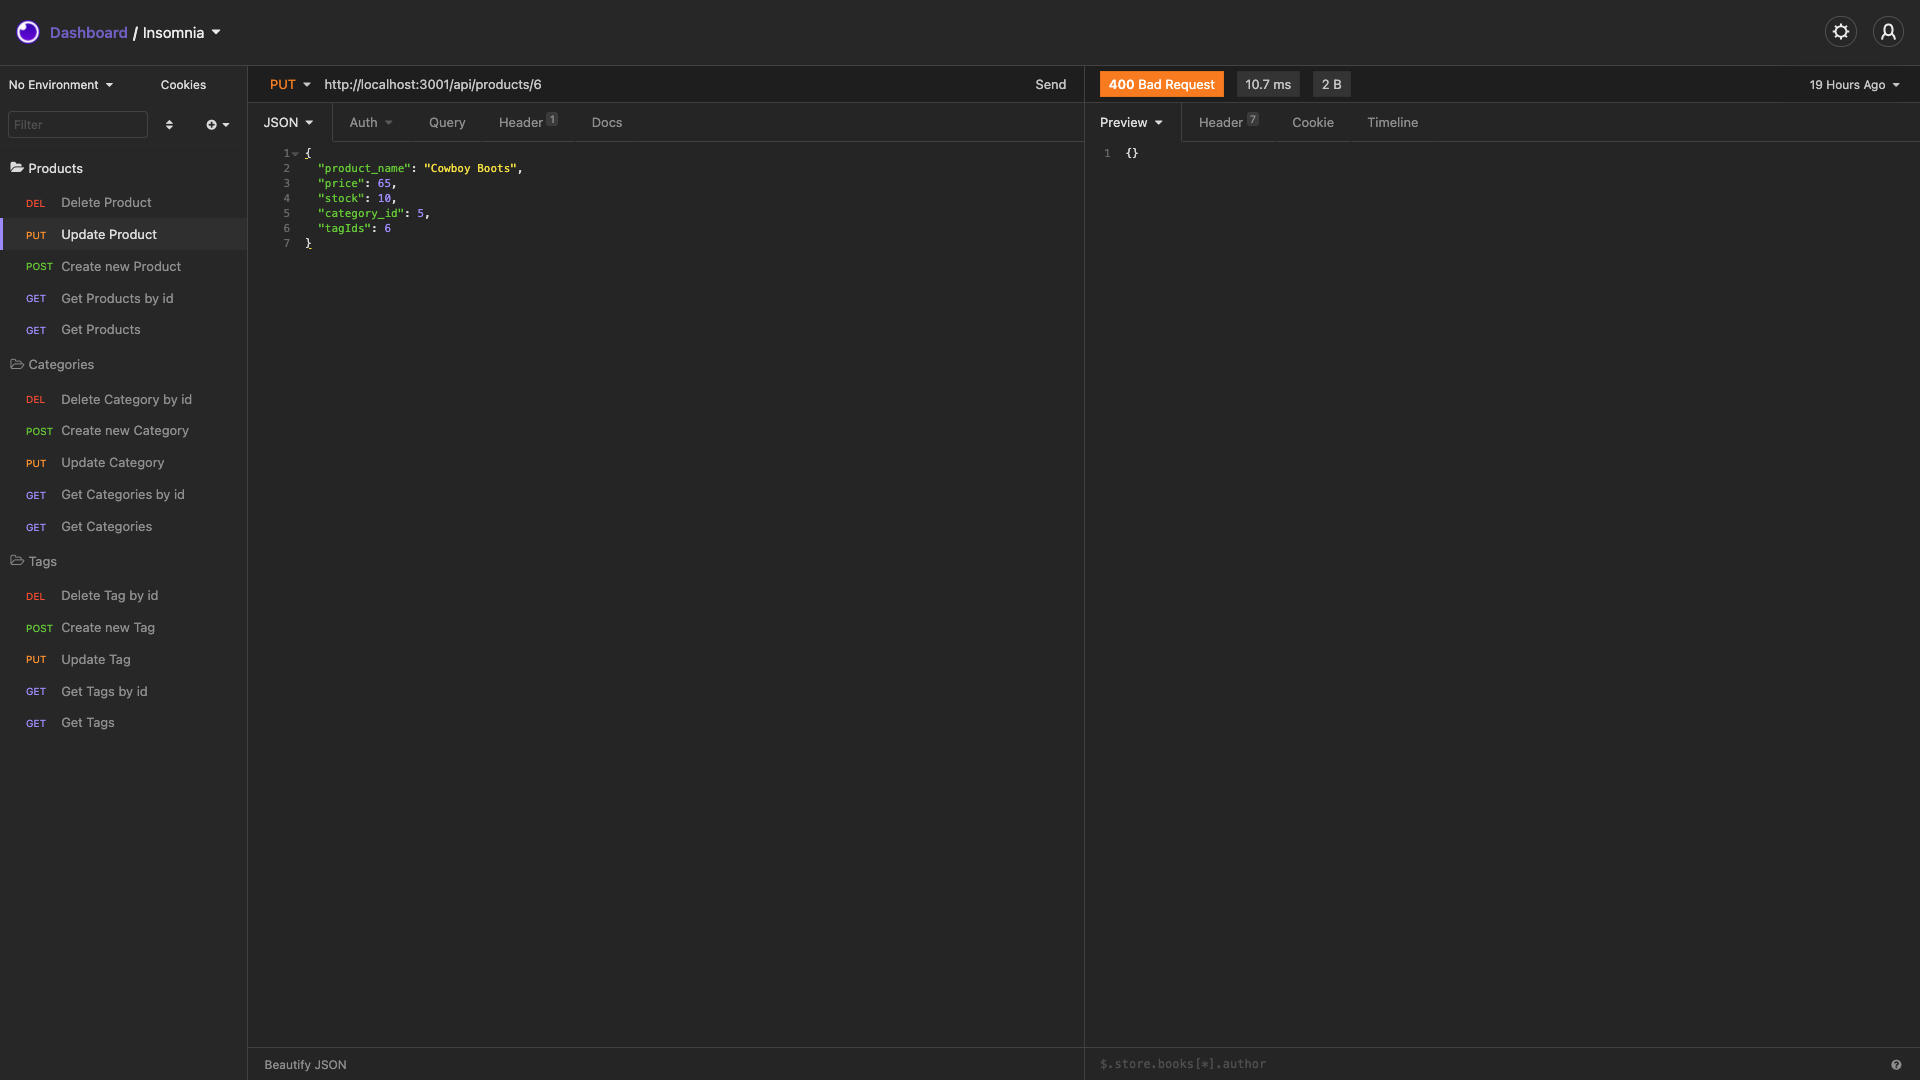 Dashboard / Insomnia
No Environment Cookies
Filter
Products
DEL Delete Product
PUT Update Product
POST Create new Product
GET Get Products by id
GET Get Products
Categories
DEL Delete Category by id
POST Create new Category
PUT Update Category
GET Get Categories by id
GET Get Categories
Tags
DEL Delete Tag by id
POST Create new Tag
PUT Update Tag
GET Get Tags by id
GET Get Tags
PUT http://localhost:3001/api/products/6 Send
JSON Auth Query Header 1 Docs
1 {
2 "product_name": "Cowboy Boots",
3 "price": 65,
4 "stock": 10,
5 "category_id": 5,
6 "tagIds": 6
7 }
Beautify JSON
400 Bad Request 10.7 ms 2 B 19 Hours Ago
Preview Header 7 Cookie Timeline
1 {}
$.store.books[*].author